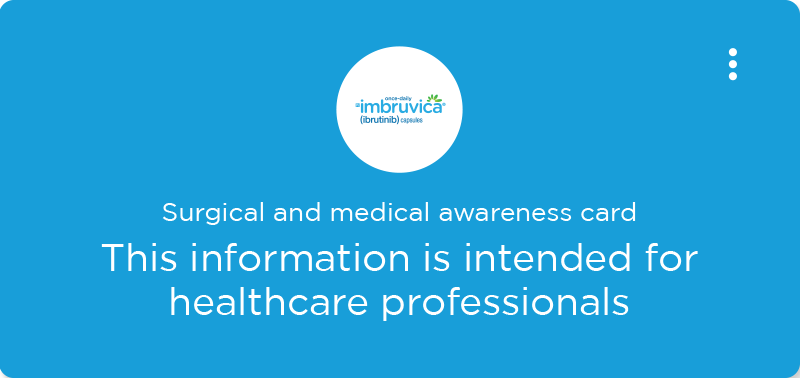 once-daily
imbruvica®
(ibrutinib) capsules
Surgical and medical awareness card
This information is intended for
healthcare professionals